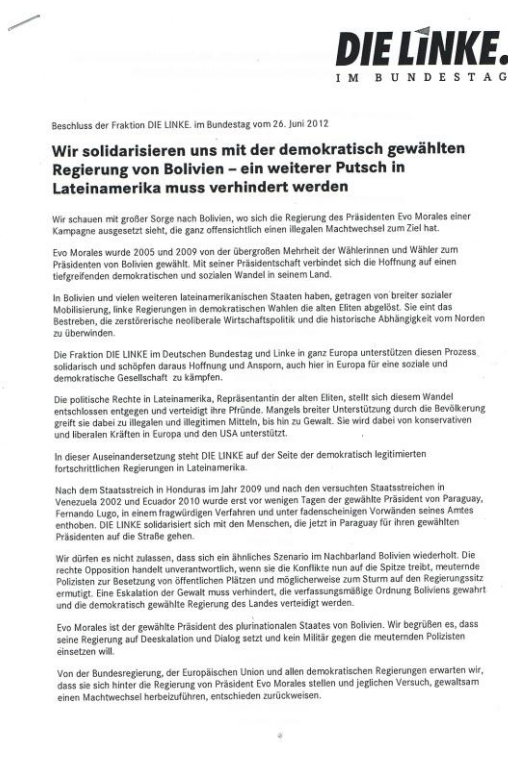 DIE LINKE.
IM BUNDESTAG
Beschluss der Fraktion DIE LINKE. im Bundestag vom 26. Juni 2012
Wir solidarisieren uns mit der demokratisch gewählten
Regierung von Bolivien – ein weiterer Putsch in
Lateinamerika muss verhindert werden
Wir schauen mit großer Sorge nach Bolivien, wo sich die Regierung des Präsidenten Evo Morales einer
Kampagne ausgesetzt sieht, die ganz offensichtlich einen illegalen Machtwechsel zum Ziel hat.
Evo Morales wurde 2005 und 2009 von der übergroßen Mehrheit der Wählerinnen und Wähler zum
Präsidenten von Bolivien gewählt. Mit seiner Präsidentschaft verbindet sich die Hoffnung auf einen
tiefgreifenden demokratischen und sozialen Wandel in seinem Land.
In Bolivien und vielen weiteren lateinamerikanischen Staaten haben, getragen von breiter sozialer
Mobilisierung, linke Regierungen in demokratischen Wahlen die alten Eliten abgelöst. Sie eint das
Bestreben, die zerstörerische neoliberale Wirtschaftspolitik und die historische Abhängigkeit vom Norden
zu überwinden.
Die Fraktion DIE LINKE im Deutschen Bundestag und Linke in ganz Europa unterstützen diesen Prozess
solidarisch und schöpfen daraus Hoffnung und Ansporn, auch hier in Europa für eine soziale und
demokratische Gesellschaft zu kämpfen.
Die politische Rechte in Lateinamerika, Repräsentantin der alten Eliten, stellt sich diesem Wandel
entschlossen entgegen und verteidigt ihre Pfründe. Mangels breiter Unterstützung durch die Bevölkerung
greift sie dabei zu illegalen und illegitimen Mitteln, bis hin zu Gewalt. Sie wird dabei von konservativen
und liberalen Kräften in Europa und den USA unterstützt.
In dieser Auseinandersetzung steht DIE LINKE auf der Seite der demokratisch legitimierten
fortschrittlichen Regierungen in Lateinamerika.
Nach dem Staatsstreich in Honduras im Jahr 2009 und nach den versuchten Staatsstreichen in
Venezuela 2002 und Ecuador 2010 wurde erst vor wenigen Tagen der gewählte Präsident von Paraguay,
Fernando Lugo, in einem fragwürdigen Verfahren und unter fadenscheinigen Vorwänden seines Amtes
enthoben. DIE LINKE solidarisiert sich mit den Menschen, die jetzt in Paraguay für ihren gewählten
Präsidenten auf die Straße gehen.
Wir dürfen es nicht zulassen, dass sich ein ähnliches Szenario im Nachbarland Bolivien wiederholt. Die
rechte Opposition handelt unverantwortlich, wenn sie die Konflikte nun auf die Spitze treibt, meuternde
Polizisten zur Besetzung von öffentlichen Plätzen und möglicherweise zum Sturm auf den Regierungssitz
ermutigt. Eine Eskalation der Gewalt muss verhindert, die verfassungsmäßige Ordnung Boliviens gewahrt
und die demokratisch gewählte Regierung des Landes verteidigt werden.
Evo Morales ist der gewählte Präsident des plurinationalen Staates von Bolivien. Wir begrüßen es, dass
seine Regierung auf Deeskalation und Dialog setzt und kein Militär gegen die meuternden Polizisten
einsetzen will.
Von der Bundesregierung, der Europäischen Union und allen demokratischen Regierungen erwarten wir,
dass sie sich hinter die Regierung von Präsident Evo Morales stellen und jeglichen Versuch, gewaltsam
einen Machtwechsel herbeizuführen, entschieden zurückweisen.